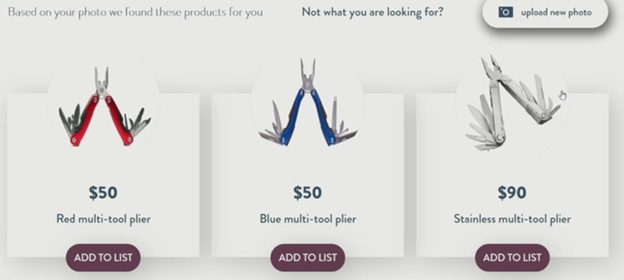 Based on your photo we found these products for you
Not what you are looking for?
upload new photo
$50
Red multi-tool plier
ADD TO LIST
$50
Blue multi-tool plier
ADD TO LIST
$90
Stainless multi-tool plier
ADD TO LIST